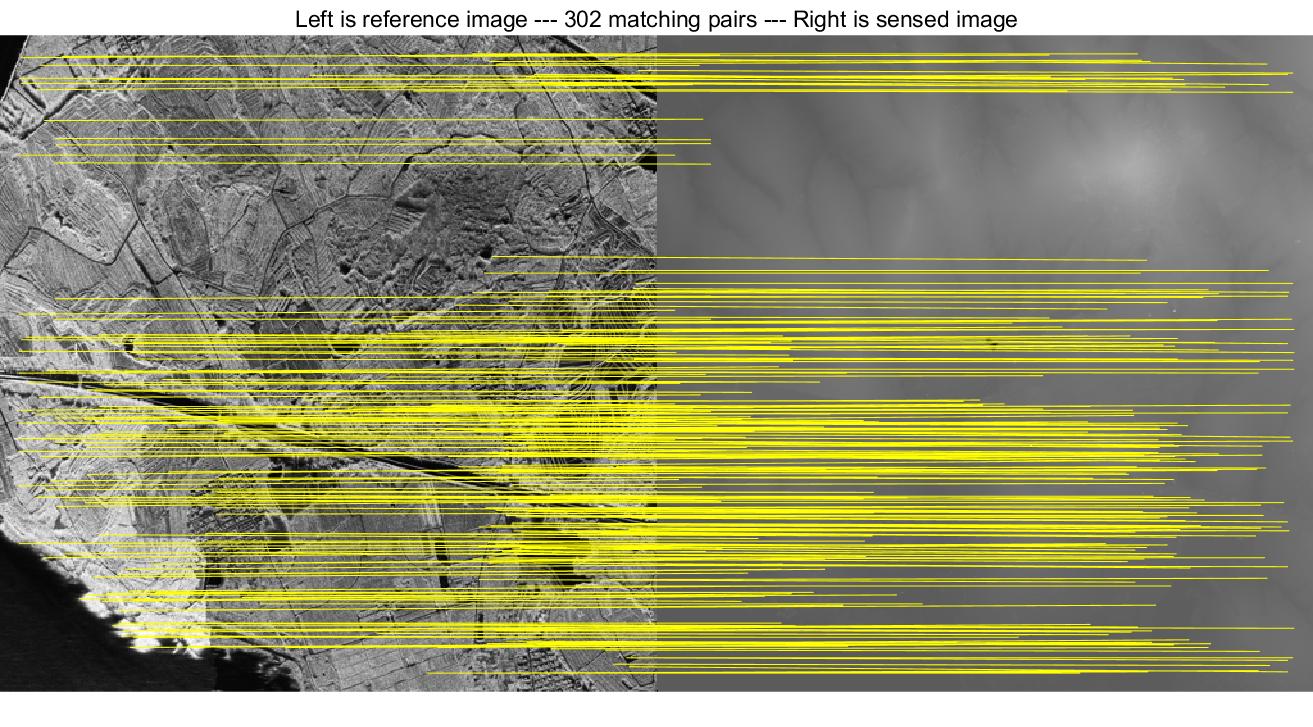 Left is reference image --- 302 matching pairs --- Right is sensed image